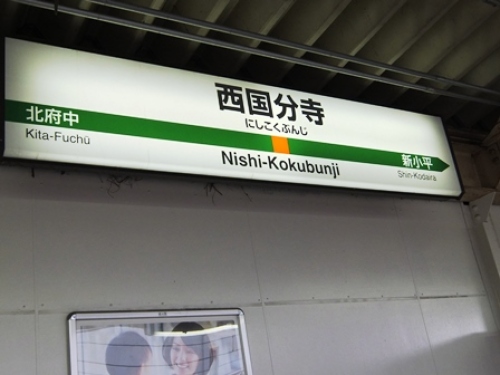 西国分寺
にしこくぶんじ
北府中
Kita-Fuchū
Nishi-Kokubunji
新小平
Shin-Kodaira